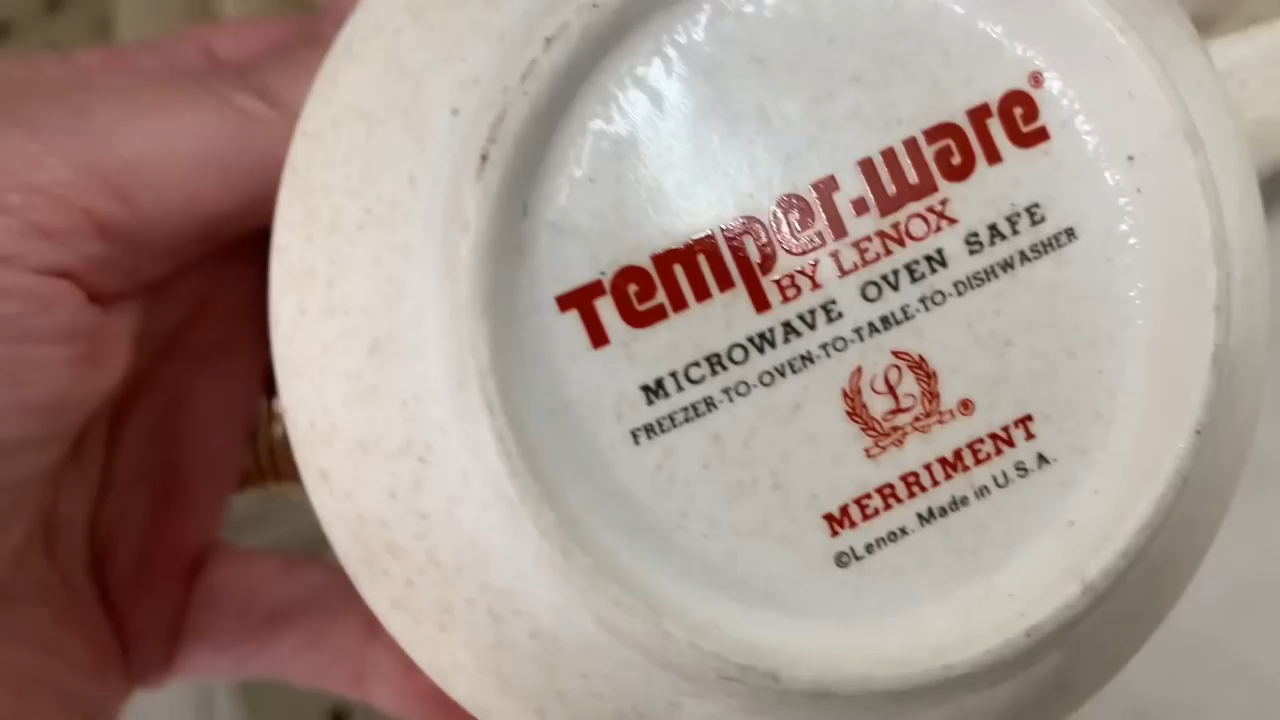 Temper-ware®
BY LENOX
MICROWAVE OVEN SAFE
FREEZER-TO-OVEN-TO-TABLE-TO-DISHWASHER
L®
MERRIMENT
©Lenox. Made in U.S.A.